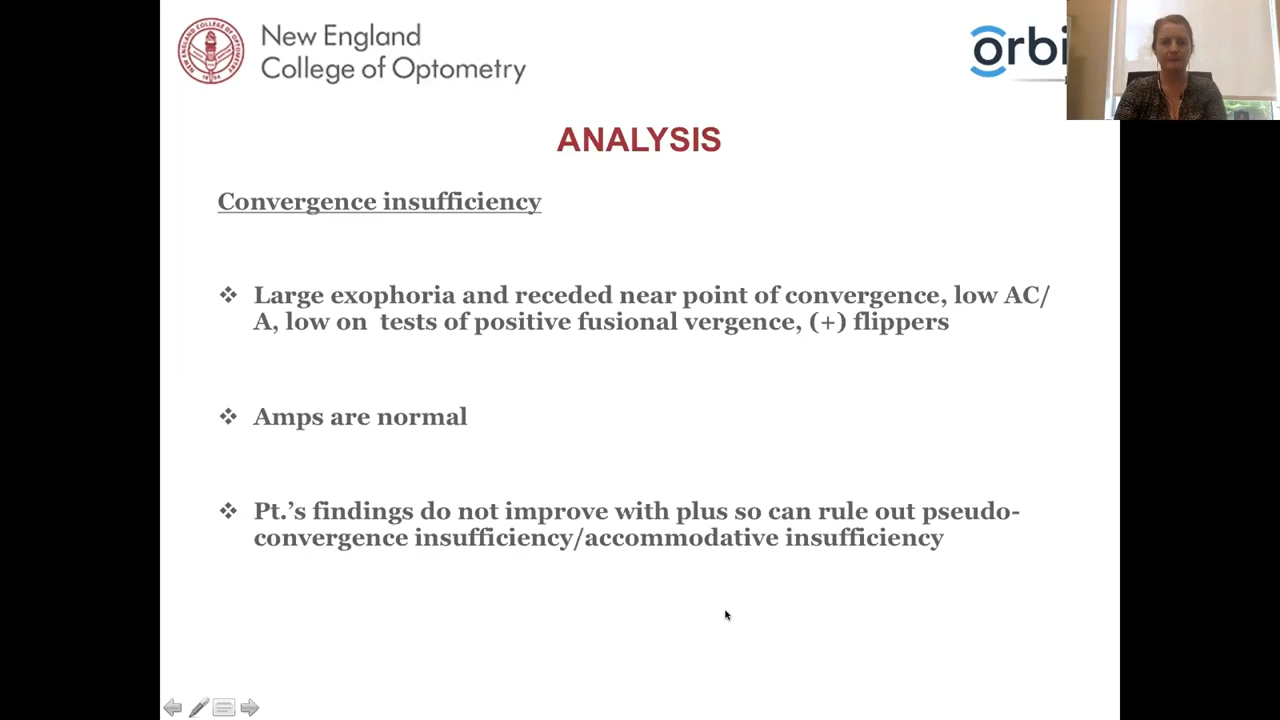 New England
College of Optometry
orbi
ANALYSIS
Convergence insufficiency
❖ Large exophoria and receded near point of convergence, low AC/
A, low on tests of positive fusional vergence, (+) flippers
❖ Amps are normal
❖ Pt.’s findings do not improve with plus so can rule out pseudo-
convergence insufficiency/accommodative insufficiency